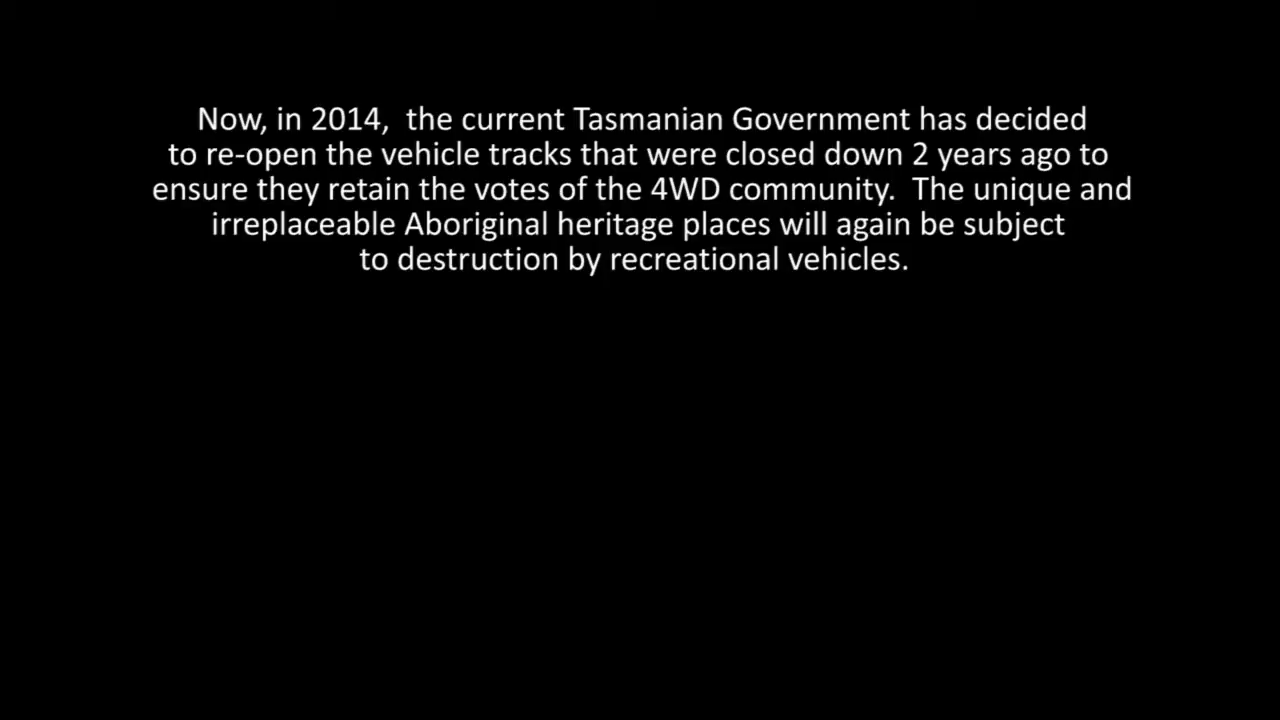 Now, in 2014,  the current Tasmanian Government has decided
to re-open the vehicle tracks that were closed down 2 years ago to
ensure they retain the votes of the 4WD community.  The unique and
irreplaceable Aboriginal heritage places will again be subject
to destruction by recreational vehicles.